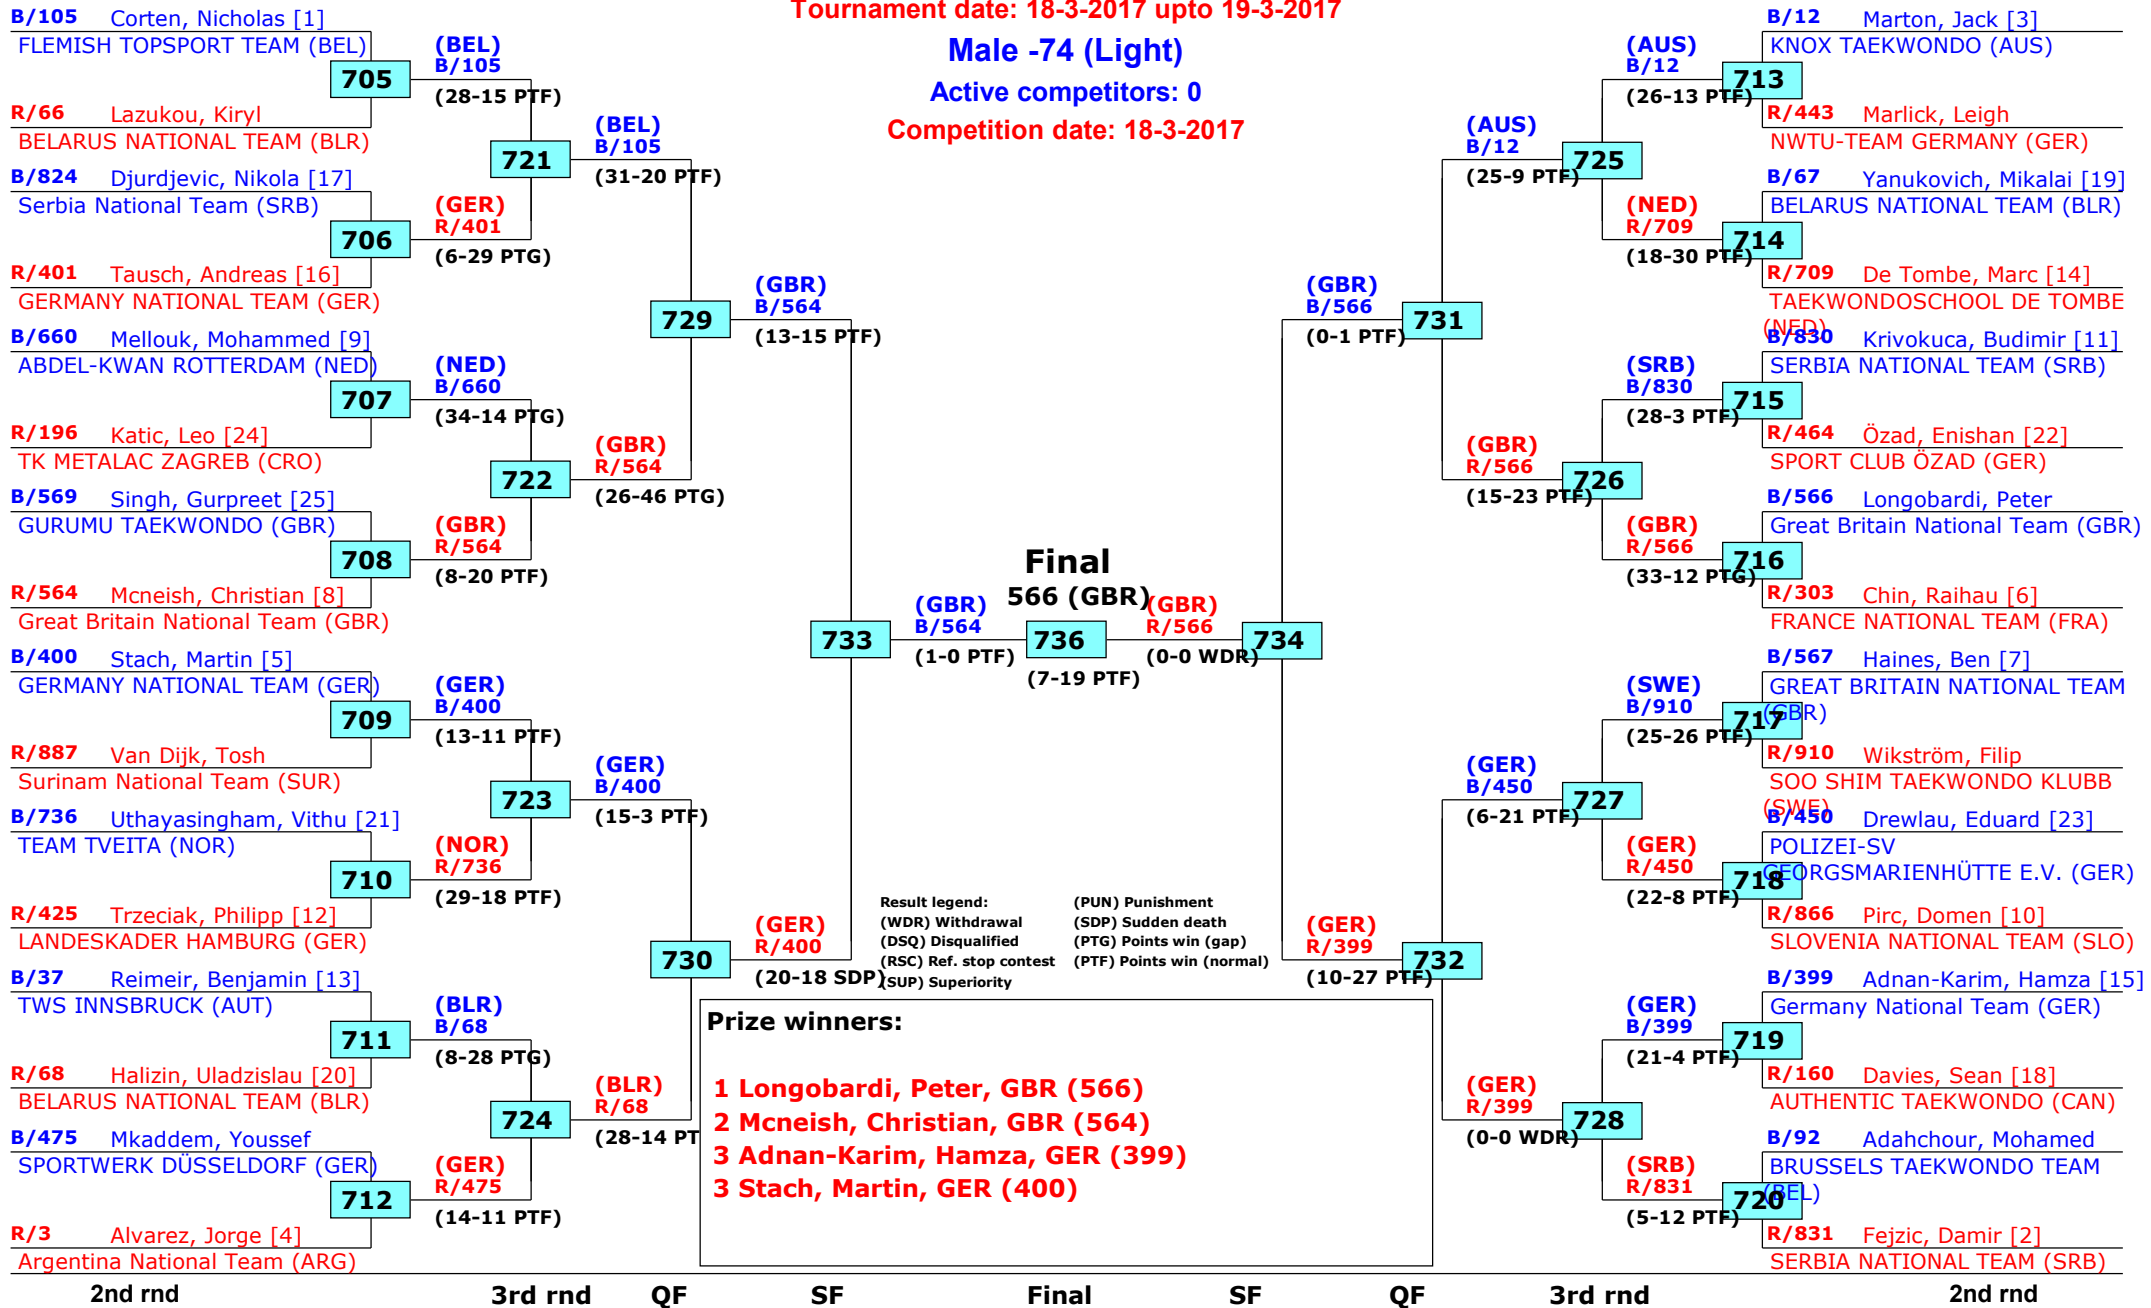 Tournament date: 18-3-2017 upto 19-3-2017
Male -74 (Light)
Active competitors: 0
Competition date: 18-3-2017
B/105 Corten, Nicholas [1]
FLEMISH TOPSPORT TEAM (BEL)
705
R/66 Lazukou, Kiryl
BELARUS NATIONAL TEAM (BLR)
B/824 Djurdjevic, Nikola [17]
Serbia National Team (SRB)
706
R/401 Tausch, Andreas [16]
GERMANY NATIONAL TEAM (GER)
B/660 Mellouk, Mohammed [9]
ABDEL-KWAN ROTTERDAM (NED)
707
R/196 Katic, Leo [24]
TK METALAC ZAGREB (CRO)
B/569 Singh, Gurpreet [25]
GURUMU TAEKWONDO (GBR)
708
R/564 Mcneish, Christian [8]
Great Britain National Team (GBR)
B/400 Stach, Martin [5]
GERMANY NATIONAL TEAM (GER)
709
R/887 Van Dijk, Tosh
Surinam National Team (SUR)
B/736 Uthayasingham, Vithu [21]
TEAM TVEITA (NOR)
710
R/425 Trzeciak, Philipp [12]
LANDESKADER HAMBURG (GER)
B/37 Reimeir, Benjamin [13]
TWS INNSBRUCK (AUT)
711
R/68 Halizin, Uladzislau [20]
BELARUS NATIONAL TEAM (BLR)
B/475 Mkaddem, Youssef
SPORTWERK DÜSSELDORF (GER)
712
R/3 Alvarez, Jorge [4]
Argentina National Team (ARG)
(BEL)
B/105
(28-15 PTF)
721
(GER)
R/401
(6-29 PTG)
(NED)
B/660
(34-14 PTG)
722
(GBR)
R/564
(8-20 PTF)
(GER)
B/400
(13-11 PTF)
723
(NOR)
R/736
(29-18 PTF)
(BLR)
B/68
(8-28 PTG)
724
(GER)
R/475
(14-11 PTF)
(BEL)
B/105
(31-20 PTF)
729
(GBR)
R/564
(26-46 PTG)
(GER)
B/400
(15-3 PTF)
730
(BLR)
R/68
(28-14 PT
(GBR)
B/564
(13-15 PTF)
733
(GER)
R/400
(20-18 SDP)
(GBR)
B/564
(1-0 PTF)
Final
566 (GBR)
736
(7-19 PTF)
(GBR)
R/566
(0-0 WDR)
734
(GBR)
B/566
(0-1 PTF)
731
(GER)
R/399
(10-27 PTF)
732
(AUS)
B/12
(25-9 PTF)
725
(GBR)
R/566
(15-23 PTF)
726
(GER)
B/450
(6-21 PTF)
727
(GER)
R/399
(0-0 WDR)
728
(AUS)
B/12
(26-13 PTF)
713
(NED)
R/709
(18-30 PTF)
714
(SRB)
B/830
(28-3 PTF)
715
(GBR)
R/566
(33-12 PTG)
716
(SWE)
B/910
(25-26 PTF)
717
(GER)
R/450
(22-8 PTF)
718
(GER)
B/399
(21-4 PTF)
719
(SRB)
R/831
(5-12 PTF)
720
B/12 Marton, Jack [3]
KNOX TAEKWONDO (AUS)
R/443 Marlick, Leigh
NWTU-TEAM GERMANY (GER)
B/67 Yanukovich, Mikalai [19]
BELARUS NATIONAL TEAM (BLR)
R/709 De Tombe, Marc [14]
TAEKWONDOSCHOOL DE TOMBE
(NED)
B/830 Krivokuca, Budimir [11]
SERBIA NATIONAL TEAM (SRB)
R/464 Özad, Enishan [22]
SPORT CLUB ÖZAD (GER)
B/566 Longobardi, Peter
Great Britain National Team (GBR)
R/303 Chin, Raihau [6]
FRANCE NATIONAL TEAM (FRA)
B/567 Haines, Ben [7]
GREAT BRITAIN NATIONAL TEAM
(GBR)
R/910 Wikström, Filip
SOO SHIM TAEKWONDO KLUBB
(SWE)
B/450 Drewlau, Eduard [23]
POLIZEI-SV
GEORGSMARIENHÜTTE E.V. (GER)
R/866 Pirc, Domen [10]
SLOVENIA NATIONAL TEAM (SLO)
B/399 Adnan-Karim, Hamza [15]
Germany National Team (GER)
R/160 Davies, Sean [18]
AUTHENTIC TAEKWONDO (CAN)
B/92 Adahchour, Mohamed
BRUSSELS TAEKWONDO TEAM
(BEL)
R/831 Fejzic, Damir [2]
SERBIA NATIONAL TEAM (SRB)
Result legend: (PUN) Punishment
(WDR) Withdrawal (SDP) Sudden death
(DSQ) Disqualified (PTG) Points win (gap)
(RSC) Ref. stop contest (PTF) Points win (normal)
(SUP) Superiority
Prize winners:
1 Longobardi, Peter, GBR (566)
2 Mcneish, Christian, GBR (564)
3 Adnan-Karim, Hamza, GER (399)
3 Stach, Martin, GER (400)
2nd rnd 3rd rnd QF SF Final SF QF 3rd rnd 2nd rnd